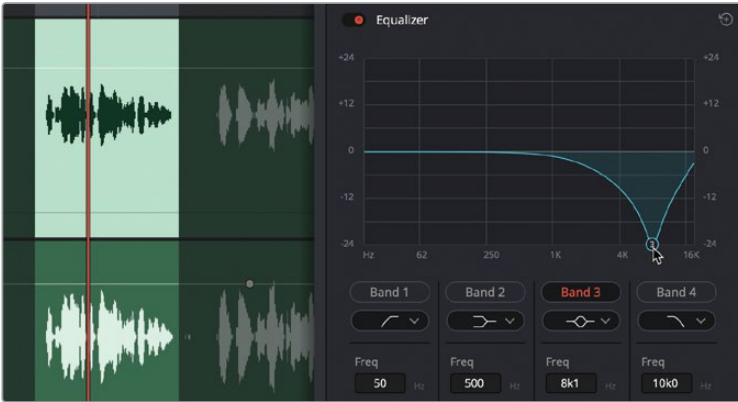 Equalizer
+24 +24
+12 +12
0 0
-12 -12
-24 3 -24
Hz 62 250 1K 4K 16K
Band 1 Band 2 Band 3 Band 4
Freq Freq Freq Freq
50 Hz 500 Hz 8k1 Hz 10k0 Hz